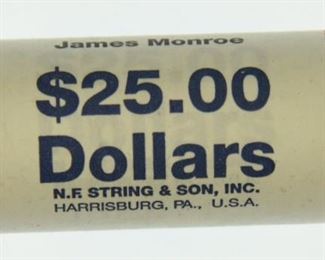 James Monroe
$25.00
Dollars
N.F. STRING & SON, INC.
HARRISBURG, PA., U.S.A.